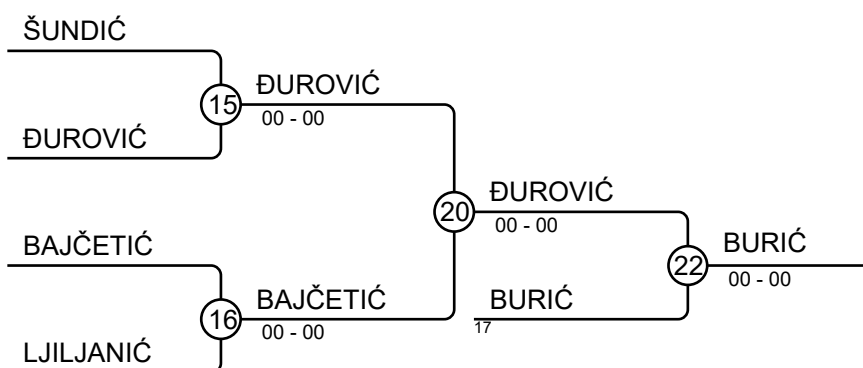 ŠUNDIĆ
15
ĐUROVIĆ
00 - 00
ĐUROVIĆ
20
ĐUROVIĆ
00 - 00
BAJČETIĆ
16
BAJČETIĆ
00 - 00
LJILJANIĆ
BURIĆ
17
22
BURIĆ
00 - 00